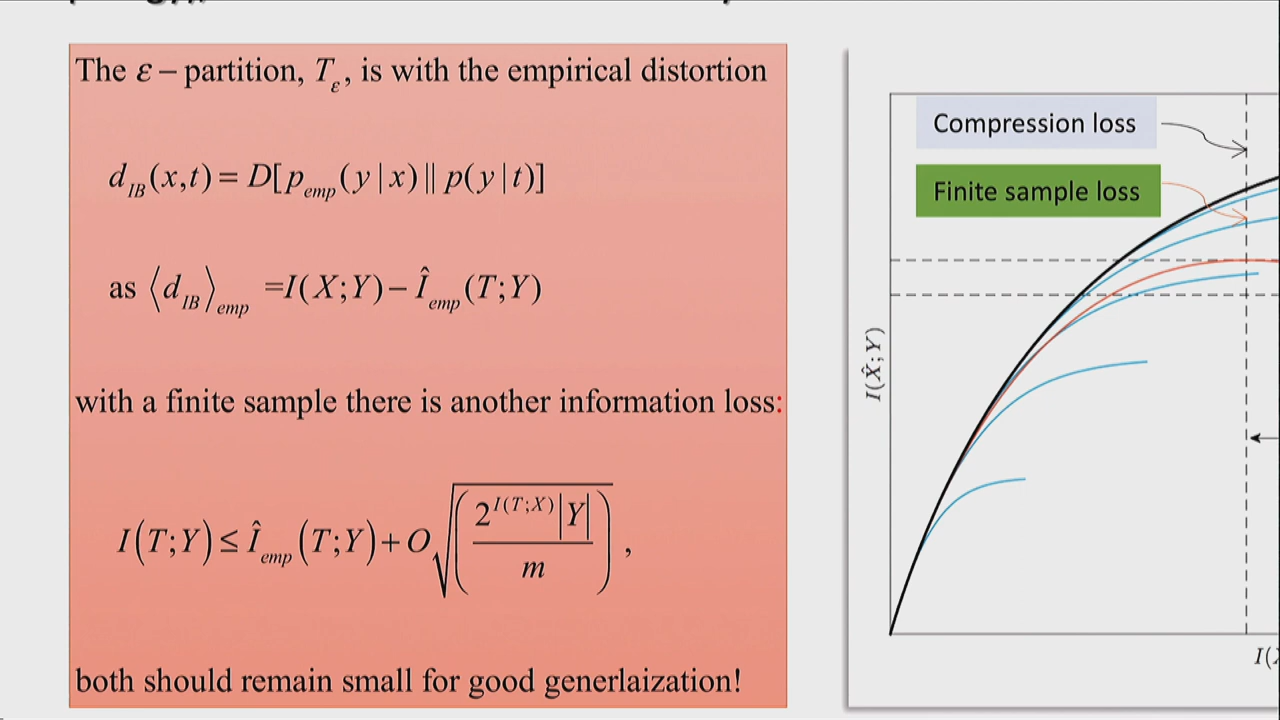 The ε – partition, T_ε, is with the empirical distortion
d_IB(x,t) = D[p_emp(y|x) || p(y|t)]
as ⟨d_IB⟩_emp =I(X;Y) − Î_emp(T;Y)
with a finite sample there is another information loss:
I(T;Y) ≤ Î_emp(T;Y) + O√((2^{I(T;X)}|Y|)/m) ,
both should remain small for good generlaization!
Compression loss
Finite sample loss
I(X̂;Y)